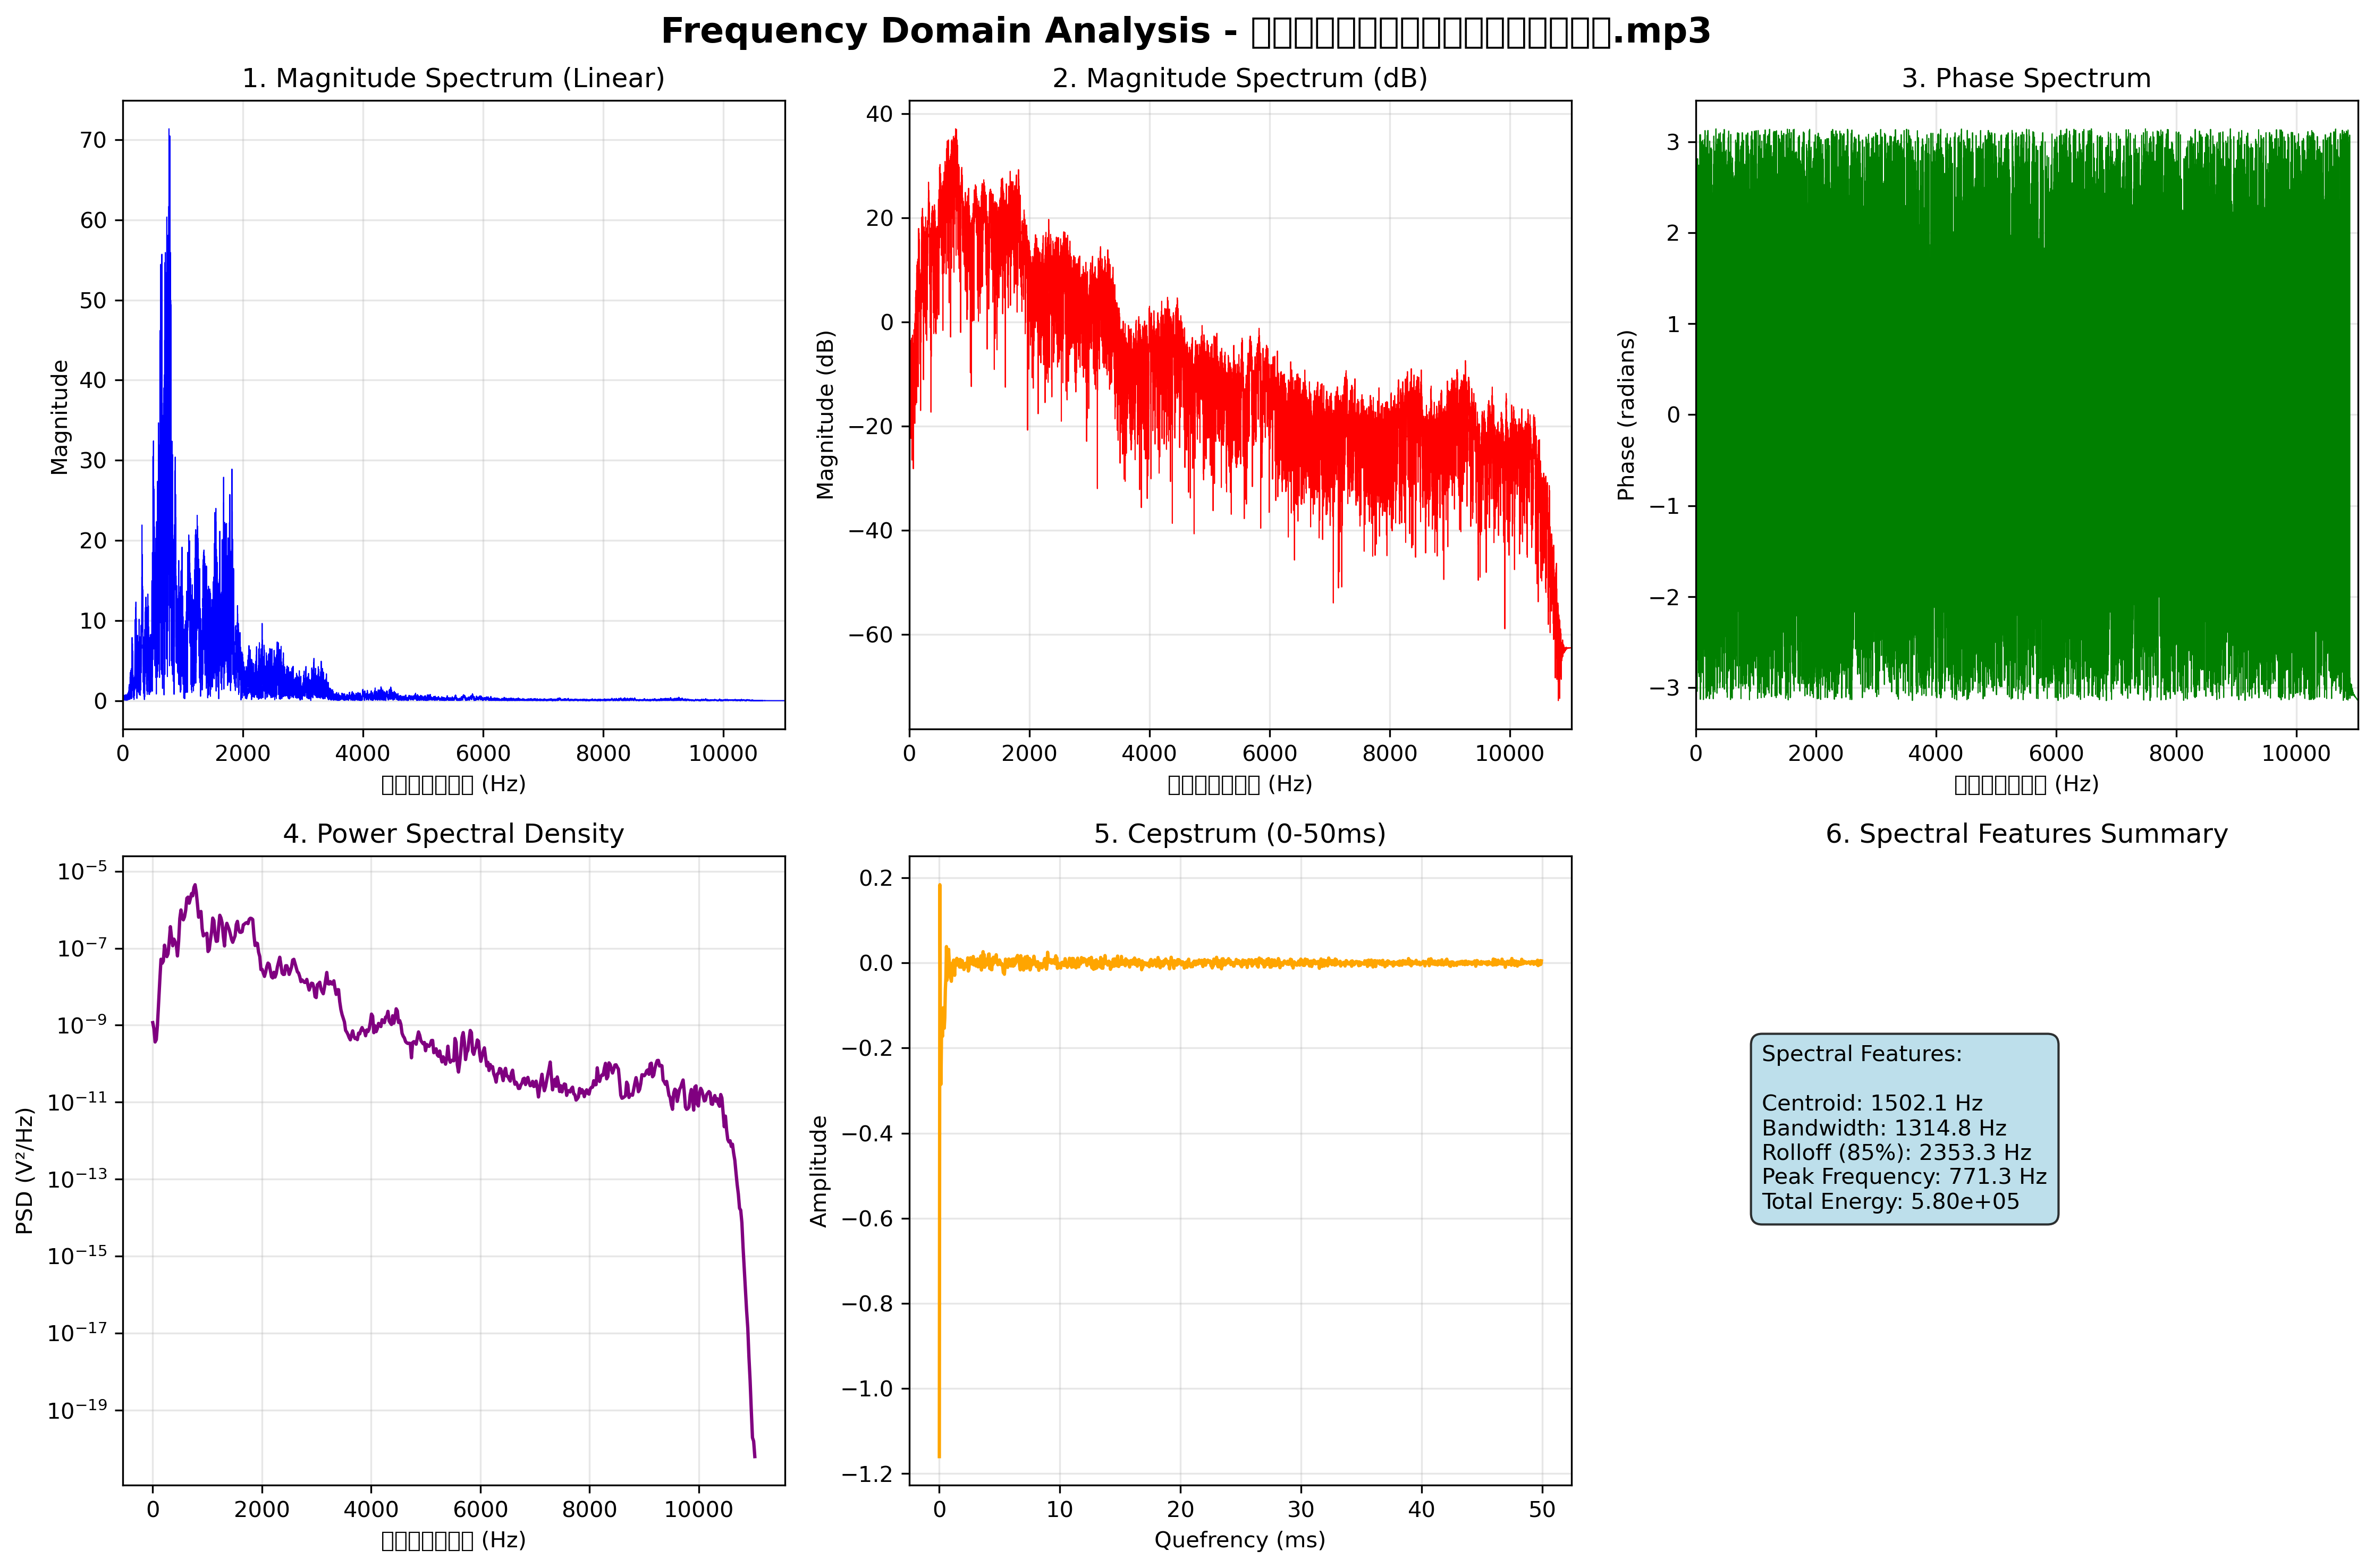 Frequency Domain Analysis - .mp3
1. Magnitude Spectrum (Linear)
2. Magnitude Spectrum (dB)
3. Phase Spectrum
Magnitude
70
60
50
40
30
20
10
0
0 2000 4000 6000 8000 10000
(Hz)
Magnitude (dB)
40
20
0
−20
−40
−60
0 2000 4000 6000 8000 10000
(Hz)
Phase (radians)
3
2
1
0
−1
−2
−3
0 2000 4000 6000 8000 10000
(Hz)
4. Power Spectral Density
5. Cepstrum (0-50ms)
6. Spectral Features Summary
PSD (V²/Hz)
10⁻⁵
10⁻⁷
10⁻⁹
10⁻¹¹
10⁻¹³
10⁻¹⁵
10⁻¹⁷
10⁻¹⁹
0 2000 4000 6000 8000 10000
(Hz)
Amplitude
0.2
0.0
−0.2
−0.4
−0.6
−0.8
−1.0
−1.2
0 10 20 30 40 50
Quefrency (ms)
Spectral Features:
Centroid: 1502.1 Hz
Bandwidth: 1314.8 Hz
Rolloff (85%): 2353.3 Hz
Peak Frequency: 771.3 Hz
Total Energy: 5.80e+05